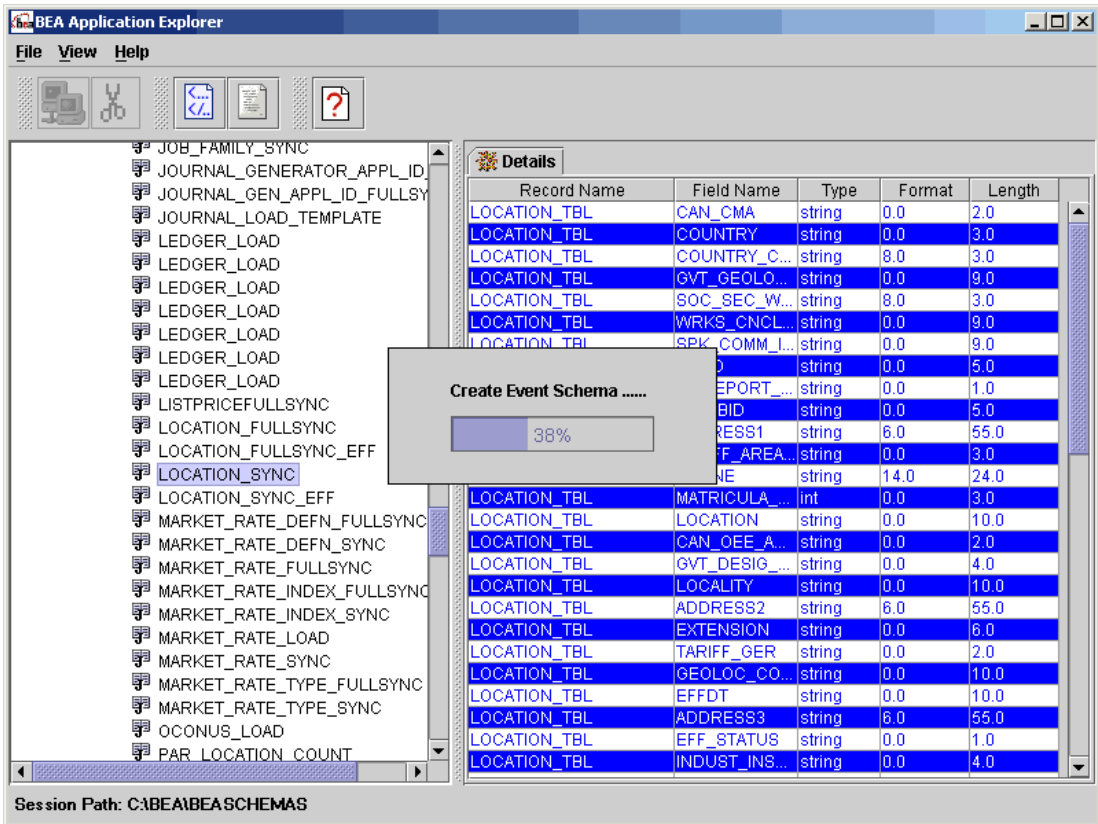 BEA Application Explorer
File View Help
JOB_FAMILY_SYNC
JOURNAL_GENERATOR_APPL_ID_
JOURNAL_GEN_APPL_ID_FULLSY
JOURNAL_LOAD_TEMPLATE
LEDGER_LOAD
LEDGER_LOAD
LEDGER_LOAD
LEDGER_LOAD
LEDGER_LOAD
LEDGER_LOAD
LEDGER_LOAD
LISTPRICEFULLSYNC
LOCATION_FULLSYNC
LOCATION_FULLSYNC_EFF
LOCATION_SYNC
LOCATION_SYNC_EFF
MARKET_RATE_DEFN_FULLSYNC
MARKET_RATE_DEFN_SYNC
MARKET_RATE_FULLSYNC
MARKET_RATE_INDEX_FULLSYNC
MARKET_RATE_INDEX_SYNC
MARKET_RATE_LOAD
MARKET_RATE_SYNC
MARKET_RATE_TYPE_FULLSYNC
MARKET_RATE_TYPE_SYNC
OCONUS_LOAD
PAR_LOCATION_COUNT
Details
Record Name Field Name Type Format Length
LOCATION_TBL CAN_CMA string 0.0 2.0
LOCATION_TBL COUNTRY string 0.0 3.0
LOCATION_TBL COUNTRY_C... string 8.0 3.0
LOCATION_TBL GVT_GEOLO... string 0.0 9.0
LOCATION_TBL SOC_SEC_W... string 8.0 3.0
LOCATION_TBL WRKS_CNCL... string 0.0 9.0
LOCATION_TBL SPK_COMM_I... string 0.0 9.0
string 0.0 5.0
EPORT_... string 0.0 1.0
BID string 0.0 5.0
RESS1 string 6.0 55.0
FF_AREA... string 0.0 3.0
NE string 14.0 24.0
LOCATION_TBL MATRICULA_... int 0.0 3.0
LOCATION_TBL LOCATION string 0.0 10.0
LOCATION_TBL CAN_OEE_A... string 0.0 2.0
LOCATION_TBL GVT_DESIG_... string 0.0 4.0
LOCATION_TBL LOCALITY string 0.0 10.0
LOCATION_TBL ADDRESS2 string 6.0 55.0
LOCATION_TBL EXTENSION string 0.0 6.0
LOCATION_TBL TARIFF_GER string 0.0 2.0
LOCATION_TBL GEOLOC_CO... string 0.0 10.0
LOCATION_TBL EFFDT string 0.0 10.0
LOCATION_TBL ADDRESS3 string 6.0 55.0
LOCATION_TBL EFF_STATUS string 0.0 1.0
LOCATION_TBL INDUST_INS... string 0.0 4.0
Create Event Schema ......
38%
Session Path: C:\BEA\BEASCHEMAS